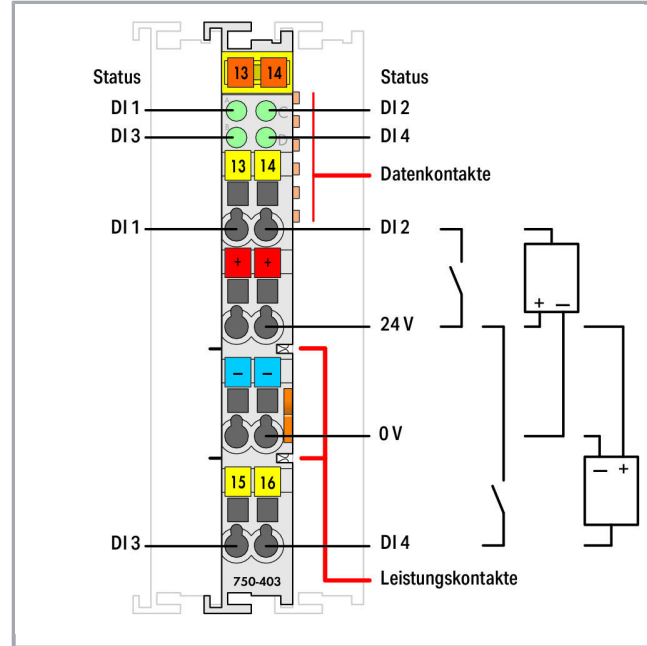 13 14
Status Status
DI 1 A C DI 2
DI 3 B D DI 4
13 14
Datenkontakte
DI 1 DI 2
+ +
+ −
24 V
− −
0 V
− +
15 16
DI 3 DI 4
750-403
Leistungskontakte